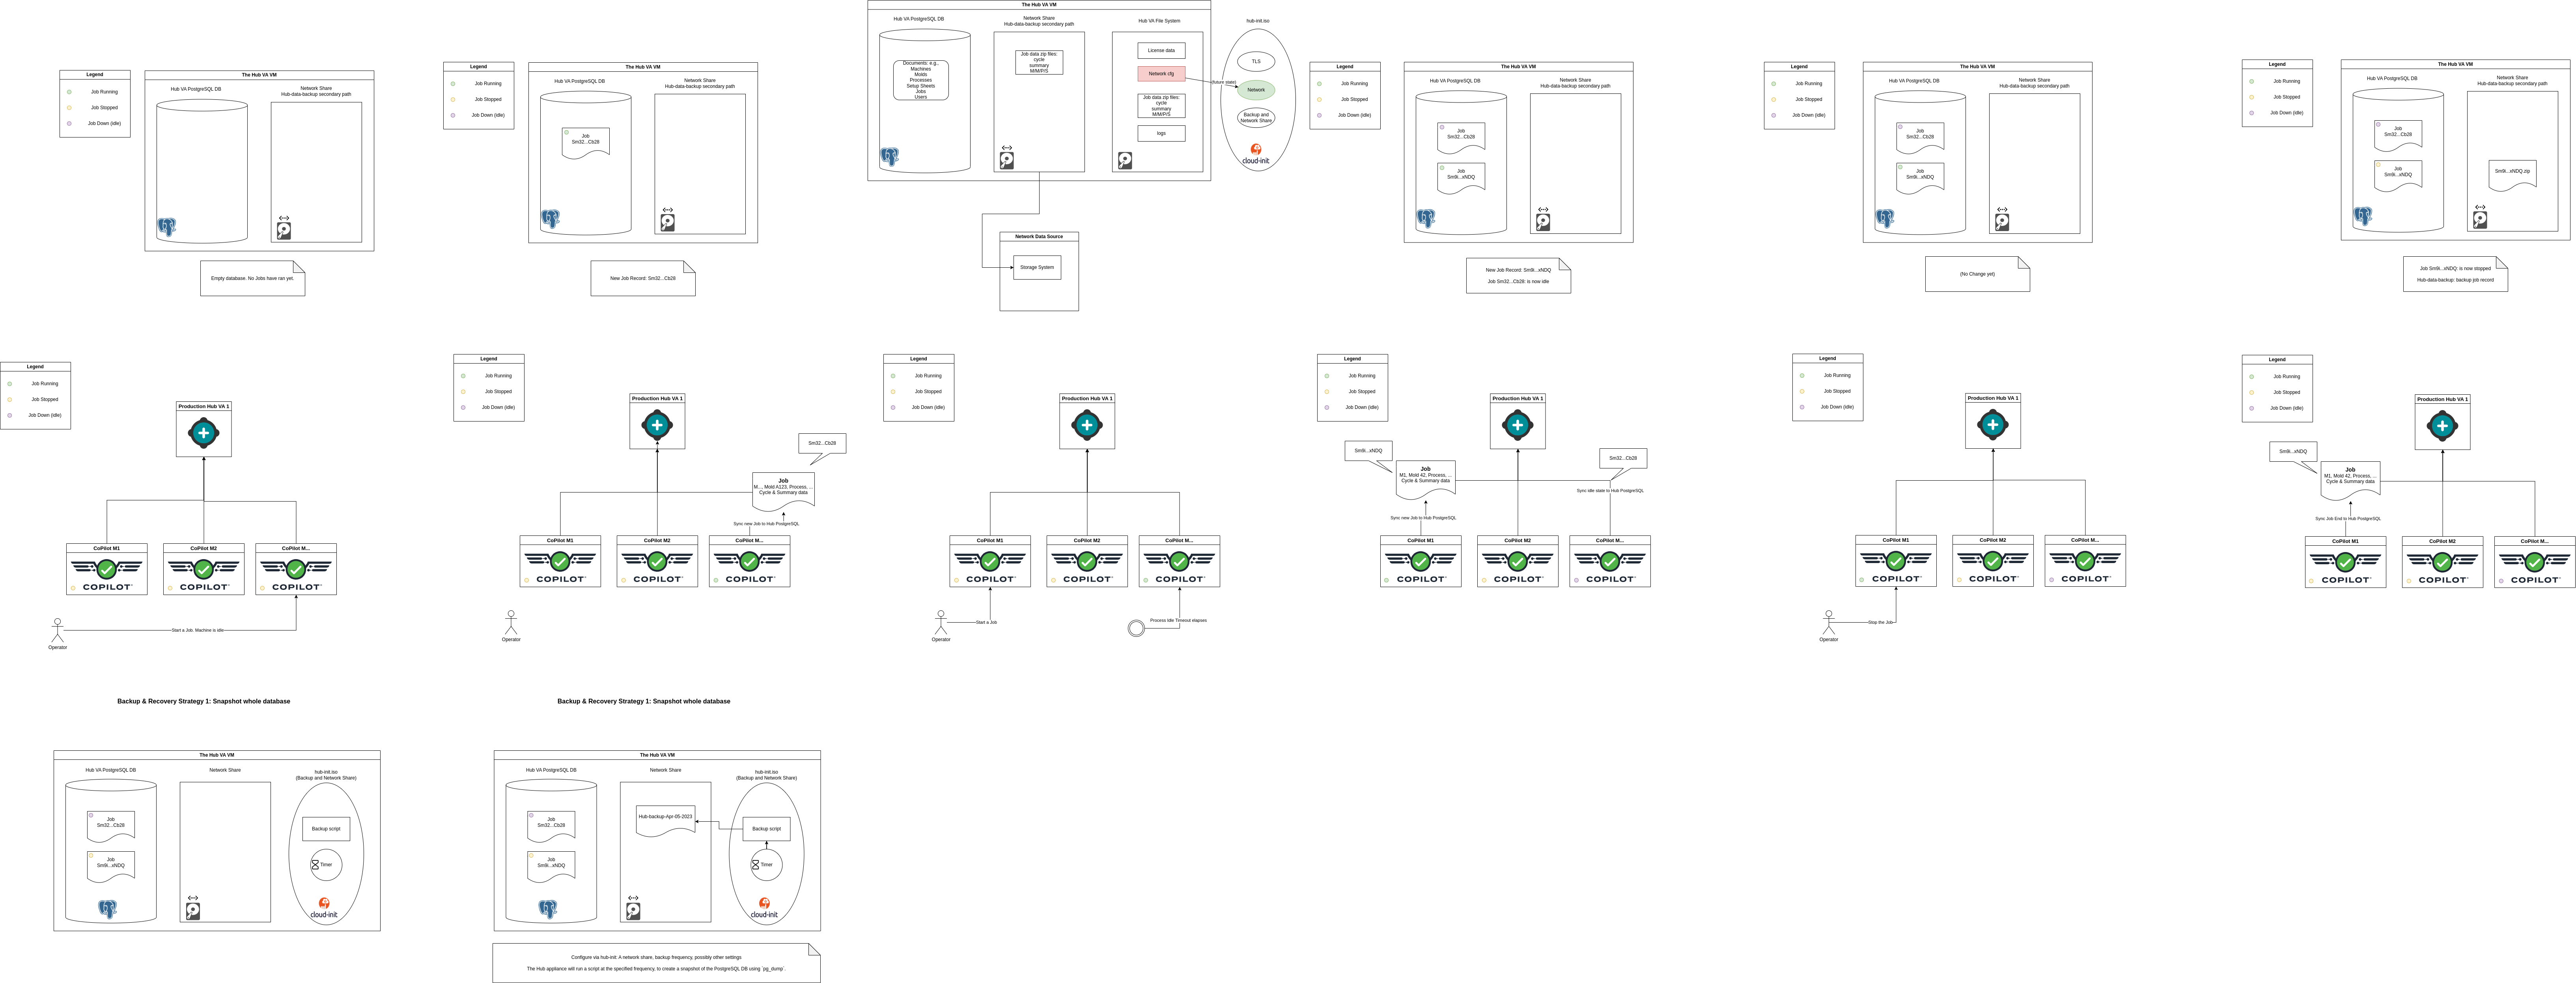 Legend
Job Running
Job Stopped
Job Down (idle)
The Hub VA VM
Hub VA PostgreSQL DB
Network Share
Hub-data-backup secondary path
Empty database. No Jobs have ran yet.
Legend
Job Running
Job Stopped
Job Down (idle)
The Hub VA VM
Hub VA PostgreSQL DB
Network Share
Hub-data-backup secondary path
Job
Sm32...Cb28
New Job Record: Sm32...Cb28
The Hub VA VM
Hub VA PostgreSQL DB
Documents: e.g.,
Machines
Molds
Processes
Setup Sheets
Jobs
Users
Network Share
Hub-data-backup secondary path
Job data zip files:
cycle
summary
M/M/P/S
Hub VA File System
License data
Network cfg
Job data zip files:
cycle
summary
M/M/P/S
logs
hub-init.iso
TLS
(future state)
Network
Backup and
Network Share
cloud-init
Network Data Source
Storage System
Legend
Job Running
Job Stopped
Job Down (idle)
The Hub VA VM
Hub VA PostgreSQL DB
Network Share
Hub-data-backup secondary path
Job
Sm32...Cb28
Job
Sm9i...xNDQ
New Job Record: Sm9i...xNDQ
Job Sm32...Cb28: is now idle
Legend
Job Running
Job Stopped
Job Down (idle)
The Hub VA VM
Hub VA PostgreSQL DB
Network Share
Hub-data-backup secondary path
Job
Sm32...Cb28
Job
Sm9i...xNDQ
(No Change yet)
Legend
Job Running
Job Stopped
Job Down (idle)
The Hub VA VM
Hub VA PostgreSQL DB
Network Share
Hub-data-backup secondary path
Job
Sm32...Cb28
Job
Sm9i...xNDQ
Sm9i...xNDQ.zip
Job Sm9i...xNDQ: is now stopped
Hub-data-backup: backup job record
Legend
Job Running
Job Stopped
Job Down (idle)
Production Hub VA 1
CoPilot M1
COPILOT
CoPilot M2
COPILOT
CoPilot M...
COPILOT
Start a Job. Machine is idle
Operator
Legend
Job Running
Job Stopped
Job Down (idle)
Production Hub VA 1
Sm32...Cb28
Job
M..., Mold A123, Process, ...
Cycle & Summary data
Sync new Job to Hub PostgreSQL
CoPilot M1
COPILOT
CoPilot M2
COPILOT
CoPilot M...
COPILOT
Operator
Legend
Job Running
Job Stopped
Job Down (idle)
Production Hub VA 1
CoPilot M1
COPILOT
CoPilot M2
COPILOT
CoPilot M...
COPILOT
Start a Job
Process Idle Timeout elapses
Operator
Legend
Job Running
Job Stopped
Job Down (idle)
Production Hub VA 1
Sm9i...xNDQ
Job
M1, Mold 42, Process, ...
Cycle & Summary data
Sm32...Cb28
Sync idle state to Hub PostgreSQL
Sync new Job to Hub PostgreSQL
CoPilot M1
COPILOT
CoPilot M2
COPILOT
CoPilot M...
COPILOT
Legend
Job Running
Job Stopped
Job Down (idle)
Production Hub VA 1
CoPilot M1
COPILOT
CoPilot M2
COPILOT
CoPilot M...
COPILOT
Stop the Job
Operator
Legend
Job Running
Job Stopped
Job Down (idle)
Production Hub VA 1
Sm9i...xNDQ
Job
M1, Mold 42, Process, ...
Cycle & Summary data
Sync Job End to Hub PostgreSQL
CoPilot M1
COPILOT
CoPilot M2
COPILOT
CoPilot M...
COPILOT
Backup & Recovery Strategy 1: Snapshot whole database
The Hub VA VM
Hub VA PostgreSQL DB
Network Share
hub-init.iso
(Backup and Network Share)
Job
Sm32...Cb28
Job
Sm9i...xNDQ
Backup script
Timer
cloud-init
Backup & Recovery Strategy 1: Snapshot whole database
The Hub VA VM
Hub VA PostgreSQL DB
Network Share
hub-init.iso
(Backup and Network Share)
Job
Sm32...Cb28
Job
Sm9i...xNDQ
Hub-backup-Apr-05-2023
Backup script
Timer
cloud-init
Configure via hub-init: A network share, backup frequency, possibly other settings
The Hub appliance will run a script at the specified frequency, to create a snapshot of the PostgreSQL DB using `pg_dump`.